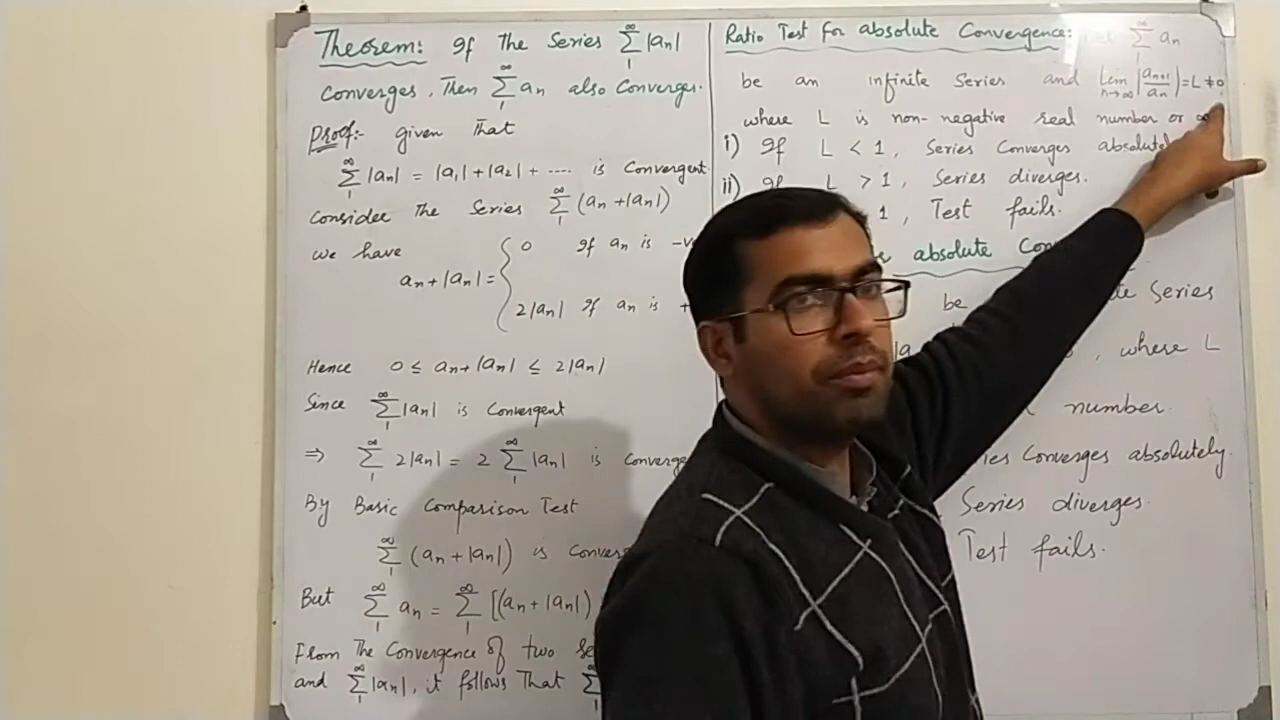 Theorem: If The Series ∑₁^∞ |an|
converges, Then ∑₁^∞ an also Converges.
Proof:- given That
∑₁^∞ |an| = |a1| + |a2| + ..... is Convergent
Consider The Series ∑₁^∞ (an + |an|)
we have
an + |an| = { 0 if an is -v
2|an| if an is +
Hence 0 ≤ an + |an| ≤ 2|an|
Since ∑₁^∞ |an| is Convergent
⇒ ∑₁^∞ 2|an| = 2 ∑₁^∞ |an| is converge
By Basic Comparison Test
∑₁^∞ (an + |an|) is Conver
But ∑₁^∞ an = ∑₁^∞ [(an + |an|)
From The Convergence of two se
and ∑₁^∞ |an|, it follows That ∑₁^∞
Ratio Test for absolute Convergence: ∑₁^∞ an
be an infinite Series and Lim n→∞ |an+1/an| = L ≠ 0
where L is non-negative real number or ∞
i) If L < 1, Series Converges absolutel
ii) If L > 1, Series diverges.
1, Test fails.
absolute Con
be Series
, where L
number.
ries Converges absolutely.
Series diverges.
Test fails.